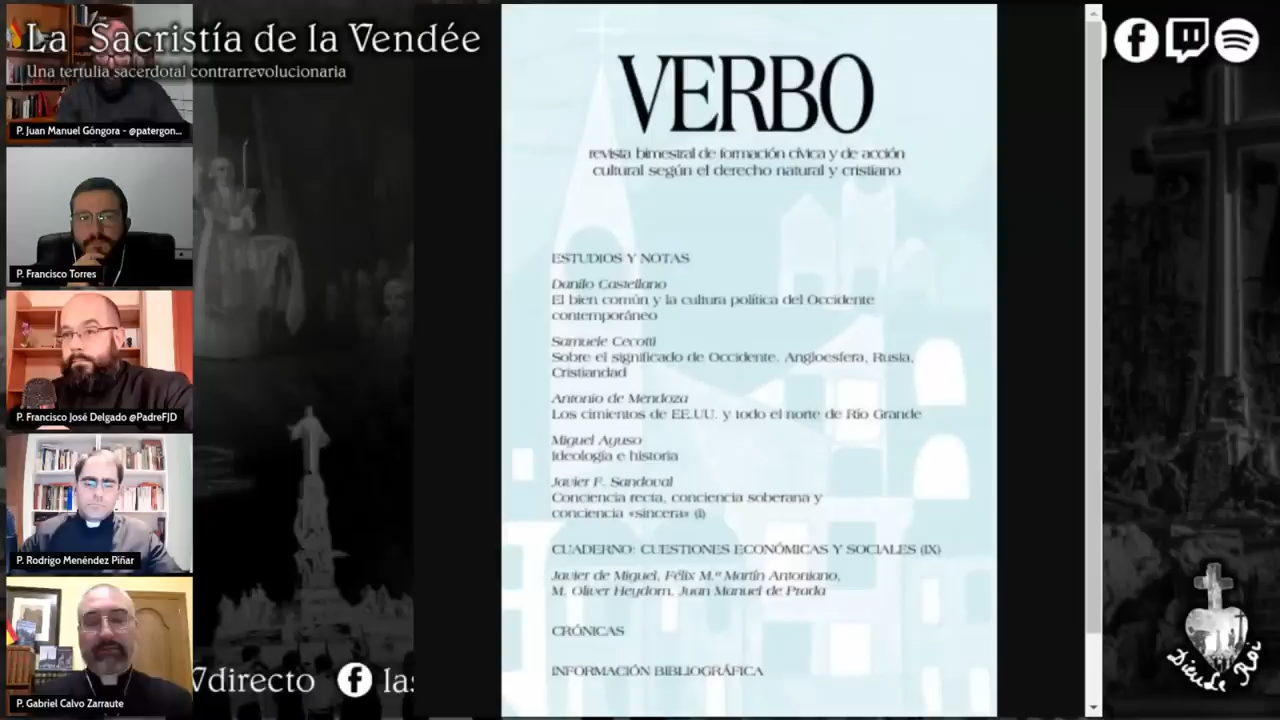 La Sacristía de la Vendée
Una tertulia sacerdotal contrarrevolucionaria
P. Juan Manuel Góngora - @patergon...
P. Francisco Torres
P. Francisco José Delgado @PadreFJD
P. Rodrigo Menéndez Piñar
P. Gabriel Calvo Zarraute
VERBO
revista bimestral de formación cívica y de acción
cultural según el derecho natural y cristiano
ESTUDIOS Y NOTAS
Danilo Castellano
El bien común y la cultura política del Occidente
contemporáneo
Samuele Cecotti
Sobre el significado de Occidente. Angloesfera, Rusia,
Cristiandad
Antonio de Mendoza
Los cimientos de EE.UU. y todo el norte de Río Grande
Miguel Ayuso
Ideología e historia
Javier F. Sandoval
Conciencia recta, conciencia soberana y
conciencia «sincera» (I)
CUADERNO: CUESTIONES ECONÓMICAS Y SOCIALES (IX)
Javier de Miguel, Félix M.ª Martín Antoniano,
M. Oliver Heydorn, Juan Manuel de Prada
CRÓNICAS
INFORMACIÓN BIBLIOGRÁFICA
Vdirecto
las
Dieu Le Roi